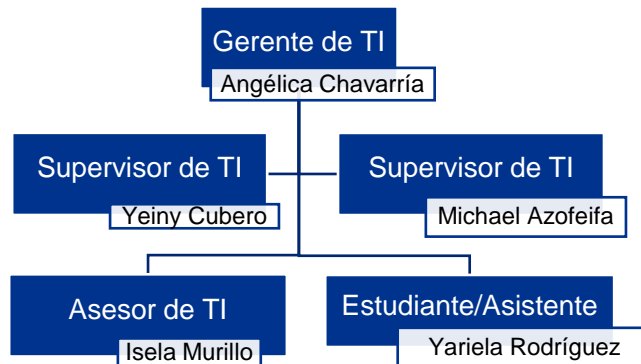 Gerente de TI
Angélica Chavarría
Supervisor de TI
Yeiny Cubero
Supervisor de TI
Michael Azofeifa
Asesor de TI
Isela Murillo
Estudiante/Asistente
Yariela Rodríguez